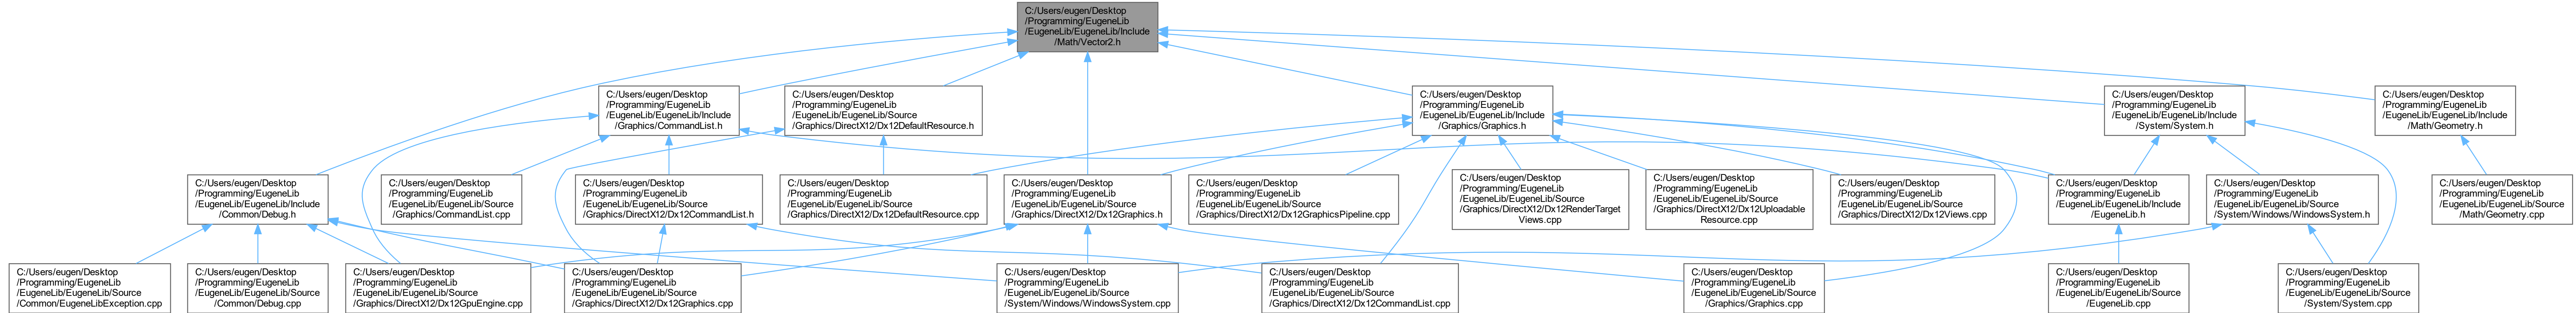 C:/Users/eugen/Desktop
/Programming/EugeneLib
/EugeneLib/EugeneLib/Include
/Math/Vector2.h
C:/Users/eugen/Desktop
/Programming/EugeneLib
/EugeneLib/EugeneLib/Include
/Graphics/CommandList.h
C:/Users/eugen/Desktop
/Programming/EugeneLib
/EugeneLib/EugeneLib/Source
/Graphics/DirectX12/Dx12DefaultResource.h
C:/Users/eugen/Desktop
/Programming/EugeneLib
/EugeneLib/EugeneLib/Include
/Graphics/Graphics.h
C:/Users/eugen/Desktop
/Programming/EugeneLib
/EugeneLib/EugeneLib/Include
/System/System.h
C:/Users/eugen/Desktop
/Programming/EugeneLib
/EugeneLib/EugeneLib/Include
/Math/Geometry.h
C:/Users/eugen/Desktop
/Programming/EugeneLib
/EugeneLib/EugeneLib/Include
/Common/Debug.h
C:/Users/eugen/Desktop
/Programming/EugeneLib
/EugeneLib/EugeneLib/Source
/Graphics/CommandList.cpp
C:/Users/eugen/Desktop
/Programming/EugeneLib
/EugeneLib/EugeneLib/Source
/Graphics/DirectX12/Dx12CommandList.h
C:/Users/eugen/Desktop
/Programming/EugeneLib
/EugeneLib/EugeneLib/Source
/Graphics/DirectX12/Dx12DefaultResource.cpp
C:/Users/eugen/Desktop
/Programming/EugeneLib
/EugeneLib/EugeneLib/Source
/Graphics/DirectX12/Dx12Graphics.h
C:/Users/eugen/Desktop
/Programming/EugeneLib
/EugeneLib/EugeneLib/Source
/Graphics/DirectX12/Dx12GraphicsPipeline.cpp
C:/Users/eugen/Desktop
/Programming/EugeneLib
/EugeneLib/EugeneLib/Source
/Graphics/DirectX12/Dx12RenderTarget
Views.cpp
C:/Users/eugen/Desktop
/Programming/EugeneLib
/EugeneLib/EugeneLib/Source
/Graphics/DirectX12/Dx12Uploadable
Resource.cpp
C:/Users/eugen/Desktop
/Programming/EugeneLib
/EugeneLib/EugeneLib/Source
/Graphics/DirectX12/Dx12Views.cpp
C:/Users/eugen/Desktop
/Programming/EugeneLib
/EugeneLib/EugeneLib/Include
/EugeneLib.h
C:/Users/eugen/Desktop
/Programming/EugeneLib
/EugeneLib/EugeneLib/Source
/System/Windows/WindowsSystem.h
C:/Users/eugen/Desktop
/Programming/EugeneLib
/EugeneLib/EugeneLib/Source
/Math/Geometry.cpp
C:/Users/eugen/Desktop
/Programming/EugeneLib
/EugeneLib/EugeneLib/Source
/Common/EugeneLibException.cpp
C:/Users/eugen/Desktop
/Programming/EugeneLib
/EugeneLib/EugeneLib/Source
/Common/Debug.cpp
C:/Users/eugen/Desktop
/Programming/EugeneLib
/EugeneLib/EugeneLib/Source
/Graphics/DirectX12/Dx12GpuEngine.cpp
C:/Users/eugen/Desktop
/Programming/EugeneLib
/EugeneLib/EugeneLib/Source
/Graphics/DirectX12/Dx12Graphics.cpp
C:/Users/eugen/Desktop
/Programming/EugeneLib
/EugeneLib/EugeneLib/Source
/System/Windows/WindowsSystem.cpp
C:/Users/eugen/Desktop
/Programming/EugeneLib
/EugeneLib/EugeneLib/Source
/Graphics/DirectX12/Dx12CommandList.cpp
C:/Users/eugen/Desktop
/Programming/EugeneLib
/EugeneLib/EugeneLib/Source
/Graphics/Graphics.cpp
C:/Users/eugen/Desktop
/Programming/EugeneLib
/EugeneLib/EugeneLib/Source
/EugeneLib.cpp
C:/Users/eugen/Desktop
/Programming/EugeneLib
/EugeneLib/EugeneLib/Source
/System/System.cpp